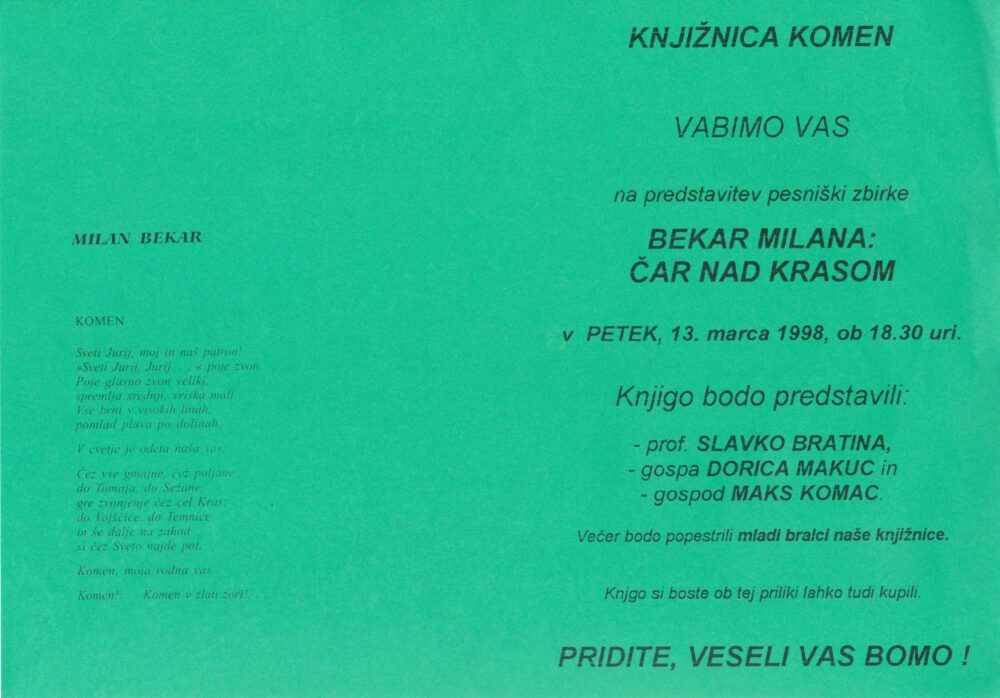 MILAN BEKAR
KOMEN
Sveti Jurij, moj in naš patron!
»Sveti Jurij, Jurij. . . « poje zvon.
Poje glasno zvon veliki,
spremlja srednji, vriska mali.
Vse brni v visokih linah,
pomlad plava po dolinah.
V cvetje je odeta naša vas.
Čez vse gmajne, čez poljane
do Tomaja, do Sežane
gre zvonjenje čez cel Kras;
do Vojščice, do Temnice
in še dalje na zahod
si čez Sveto najde pot.
Komen, moja rodna vas
Komen! . . Komen v zlati zori!. .
KNJIŽNICA KOMEN
VABIMO VAS
na predstavitev pesniški zbirke
BEKAR MILANA:
ČAR NAD KRASOM
v PETEK, 13. marca 1998, ob 18.30 uri.
Knjigo bodo predstavili:
- prof. SLAVKO BRATINA,
- gospa DORICA MAKUC in
- gospod MAKS KOMAC.
Večer bodo popestrili mladi bralci naše knjižnice.
Knjgo si boste ob tej priliki lahko tudi kupili.
PRIDITE, VESELI VAS BOMO !